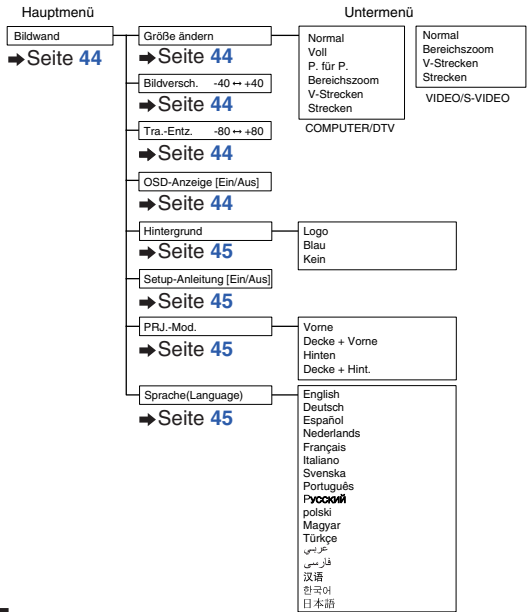 Hauptmenü
Untermenü
Bildwand
➡Seite 44
Größe ändern
➡Seite 44
Normal
Voll
P. für P.
Bereichszoom
V-Strecken
Strecken
COMPUTER/DTV
Normal
Bereichszoom
V-Strecken
Strecken
VIDEO/S-VIDEO
Bildversch. -40 ↔ +40
➡Seite 44
Tra.-Entz. -80 ↔ +80
➡Seite 44
OSD-Anzeige [Ein/Aus]
➡Seite 44
Hintergrund
➡Seite 45
Logo
Blau
Kein
Setup-Anleitung [Ein/Aus]
➡Seite 45
PRJ.-Mod.
➡Seite 45
Vorne
Decke + Vorne
Hinten
Decke + Hint.
Sprache(Language)
➡Seite 45
English
Deutsch
Español
Nederlands
Français
Italiano
Svenska
Português
Русский
polski
Magyar
Türkçe
عربي
فارسی
汉语
한국어
日本語